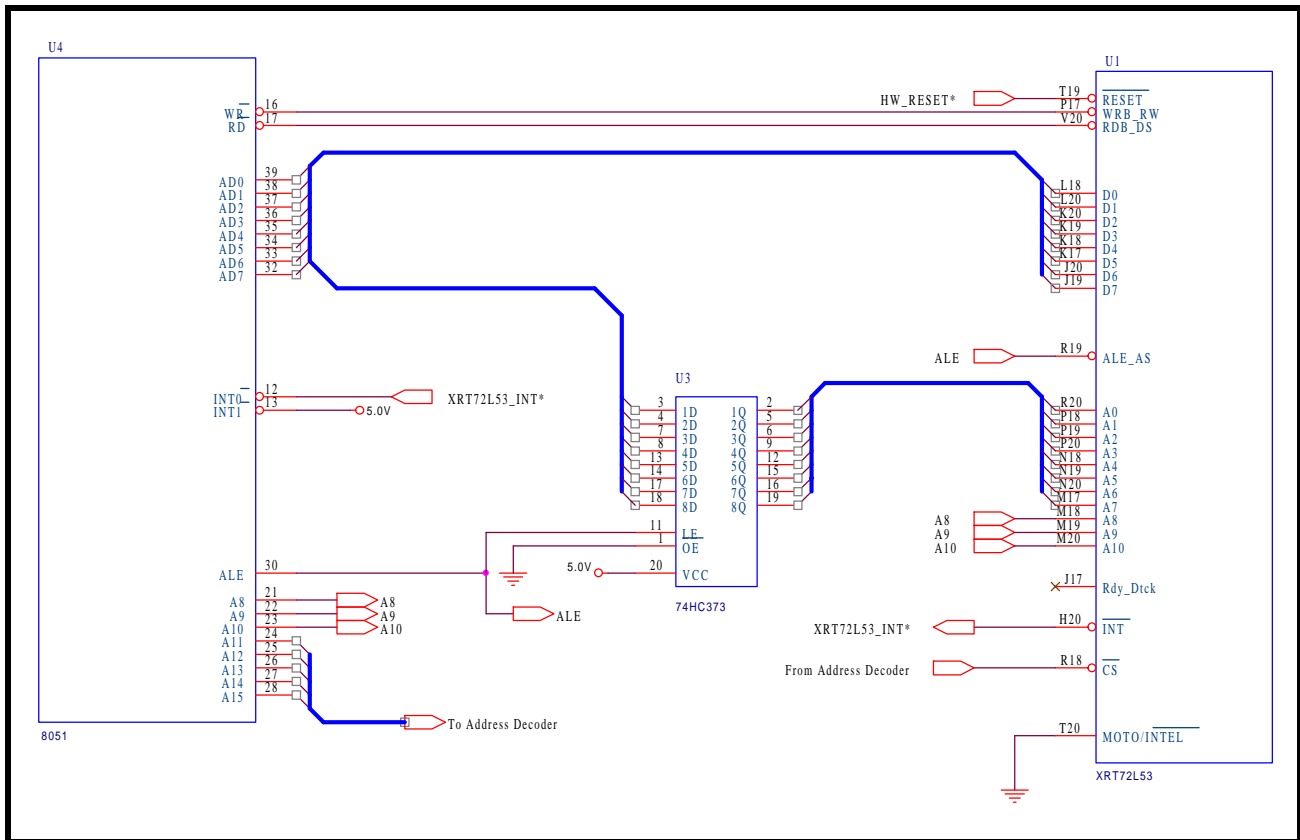 U4
WR
16
RD
17
AD0
39
AD1
38
AD2
37
AD3
36
AD4
35
AD5
34
AD6
33
AD7
32
INT0
12
XRT72L53_INT*
INT1
13
5.0V
ALE
30
A8
21
A8
A9
22
A9
A10
23
A10
A11
24
A12
25
A13
26
A14
27
A15
28
To Address Decoder
8051
U3
3
1D
1Q
2
4
2D
2Q
5
7
3D
3Q
6
8
4D
4Q
9
13
5D
5Q
12
14
6D
6Q
15
17
7D
7Q
16
18
8D
8Q
19
11
LE
1
OE
5.0V
20
VCC
74HC373
ALE
U1
HW_RESET*
T19
RESET
P17
WRB_RW
V20
RDB_DS
L18
D0
L20
D1
K20
D2
K19
D3
K18
D4
K17
D5
J20
D6
J19
D7
ALE
R19
ALE_AS
R20
A0
P18
A1
P19
A2
P20
A3
N18
A4
N19
A5
N20
A6
M17
A7
A8
M18
A8
A9
M19
A9
A10
M20
A10
J17
Rdy_Dtck
XRT72L53_INT*
H20
INT
From Address Decoder
R18
CS
T20
MOTO/INTEL
XRT72L53